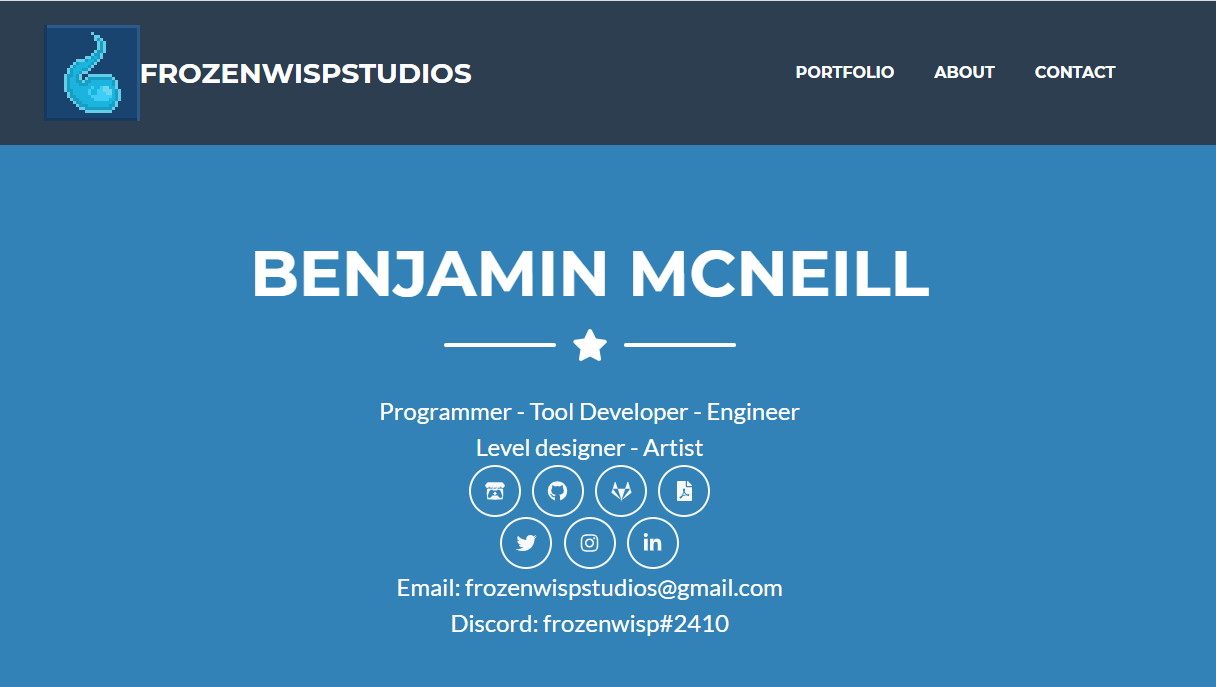 FROZENWISPSTUDIOS
PORTFOLIO ABOUT CONTACT
BENJAMIN MCNEILL
Programmer - Tool Developer - Engineer
Level designer - Artist
in
Email: frozenwispstudios@gmail.com
Discord: frozenwisp#2410